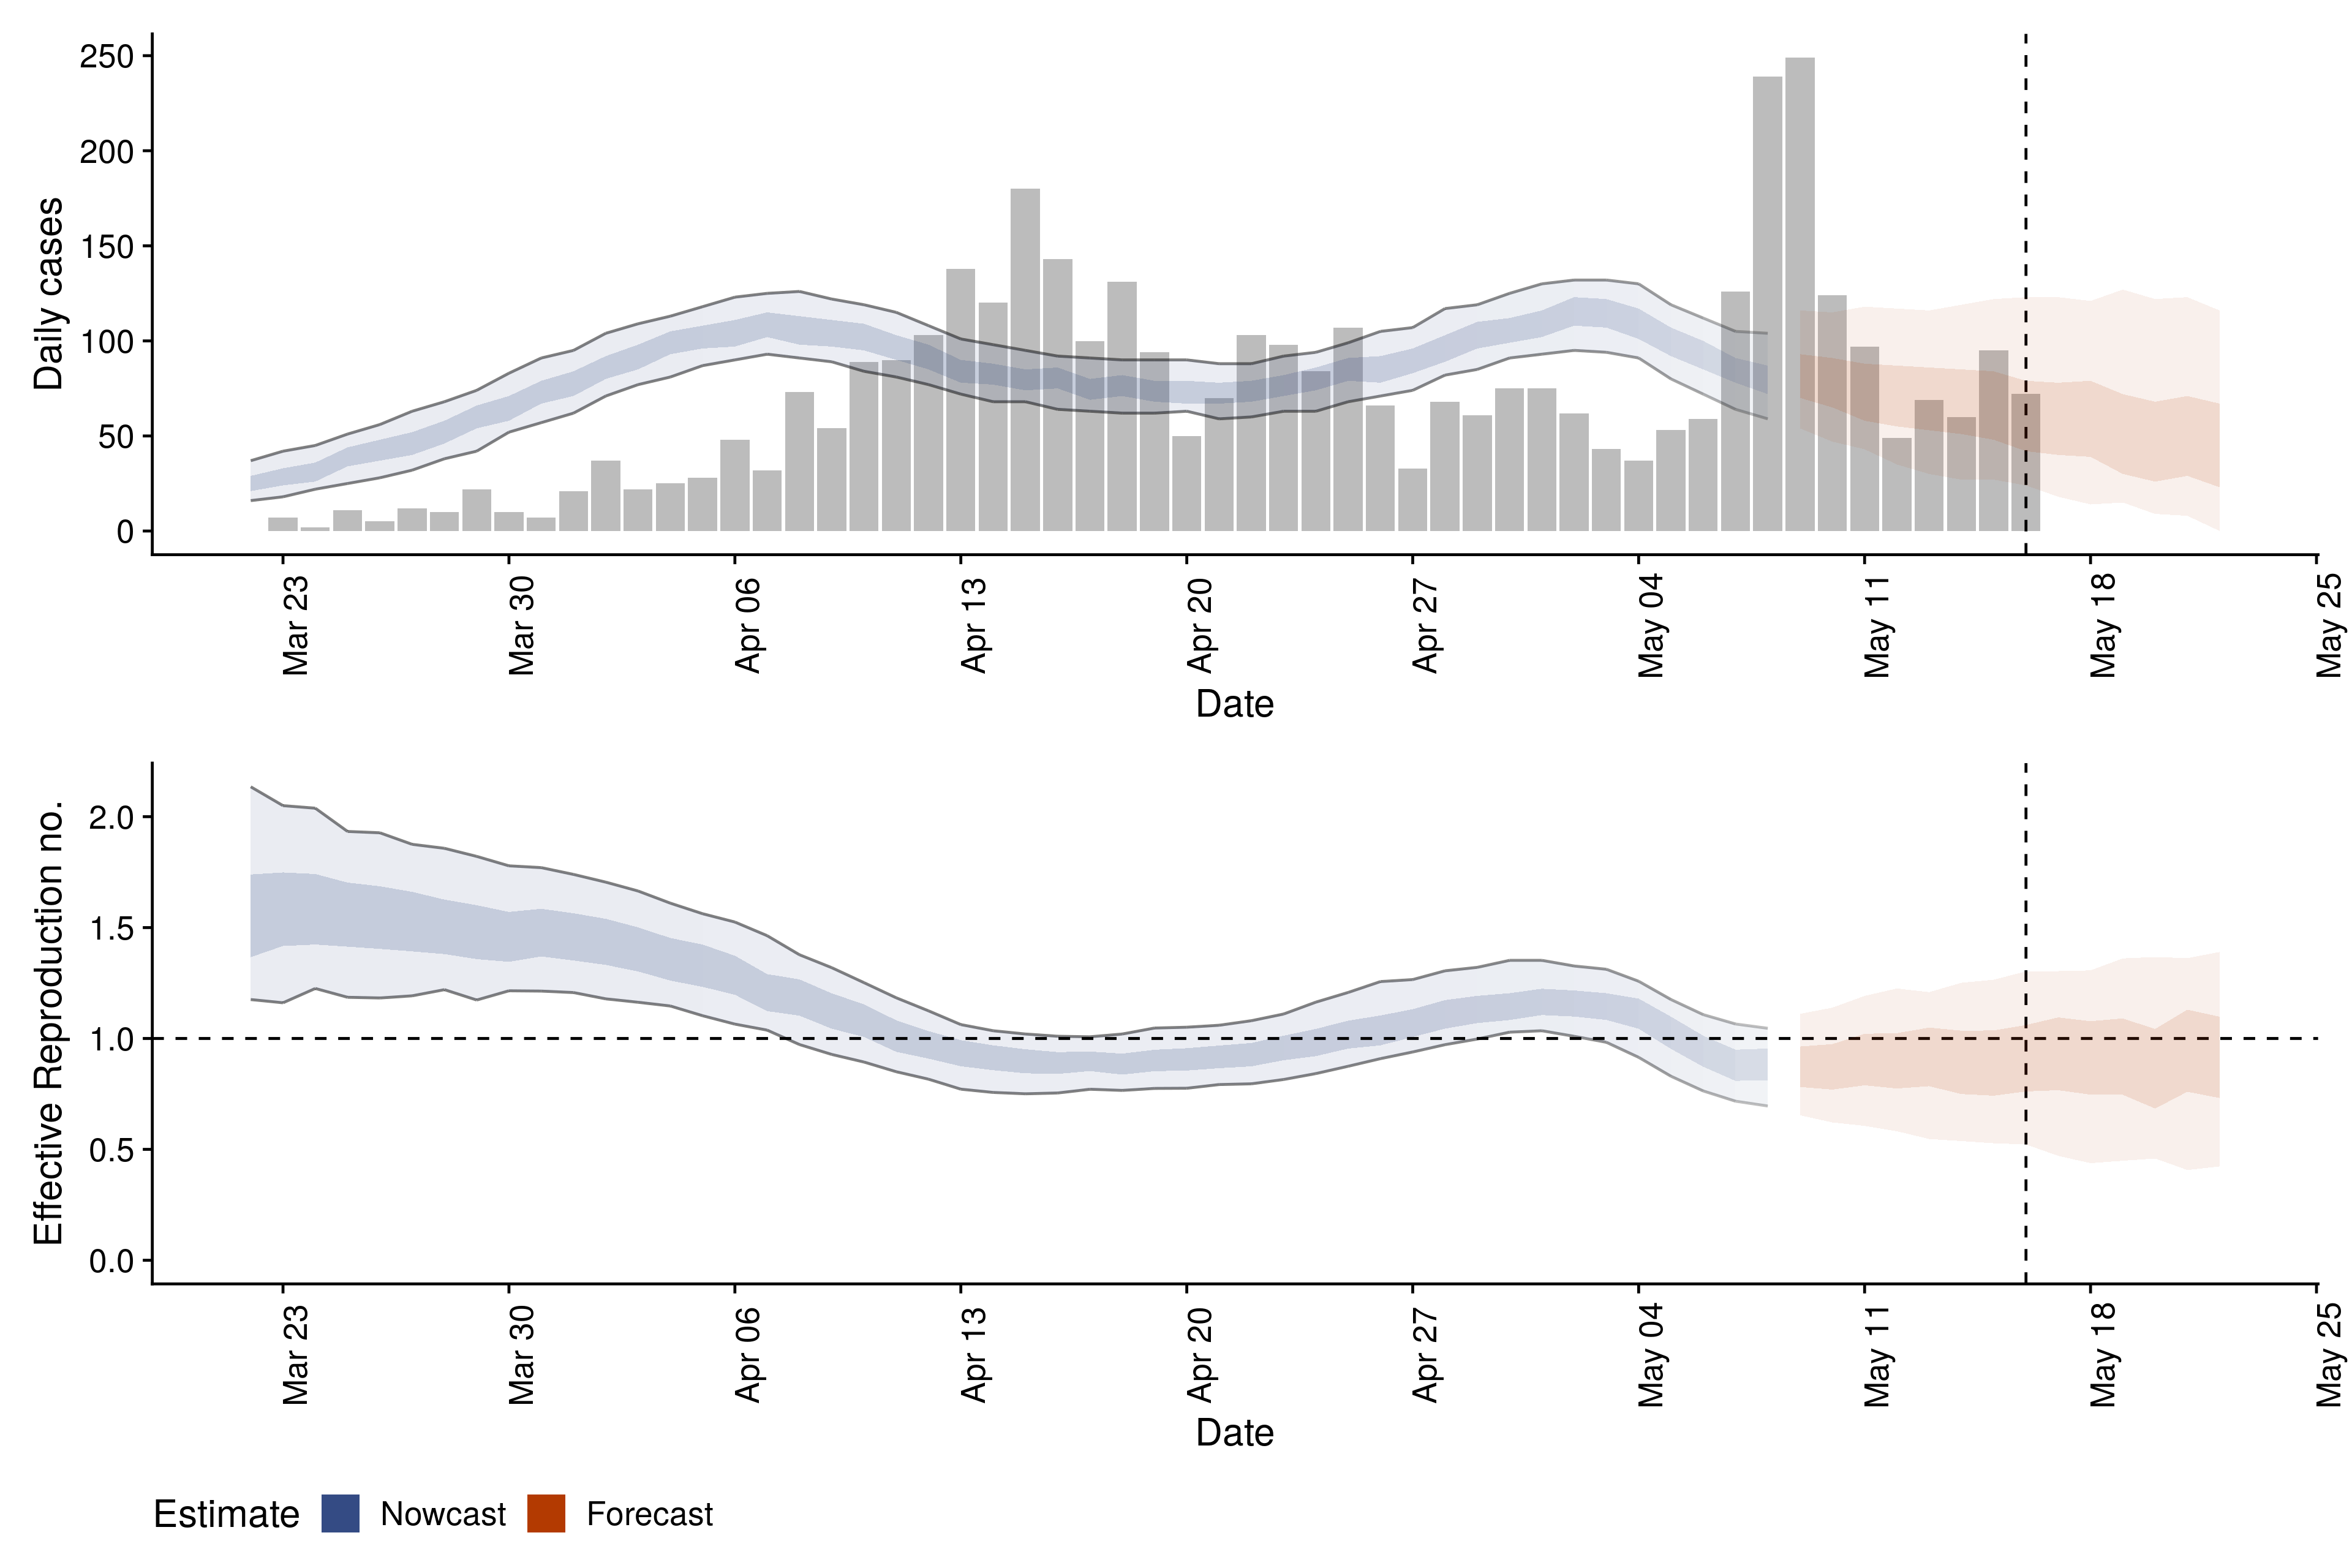 Daily cases
250
200
150
100
50
0
Mar 23
Mar 30
Apr 06
Apr 13
Apr 20
Apr 27
May 04
May 11
May 18
May 25
Date
Effective Reproduction no.
2.0
1.5
1.0
0.5
0.0
Mar 23
Mar 30
Apr 06
Apr 13
Apr 20
Apr 27
May 04
May 11
May 18
May 25
Date
Estimate Nowcast Forecast